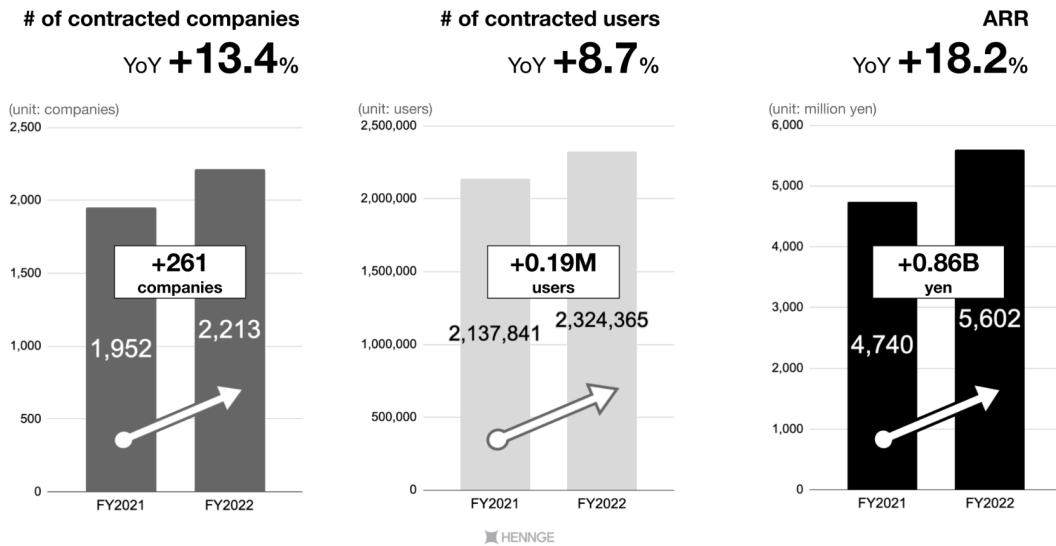 # of contracted companies
YoY +13.4%
(unit: companies)
2,500
2,000
1,500
1,000
500
0
+261
companies
1,952
2,213
FY2021
FY2022
# of contracted users
YoY +8.7%
(unit: users)
2,500,000
2,000,000
1,500,000
1,000,000
500,000
0
+0.19M
users
2,137,841
2,324,365
FY2021
FY2022
ARR
YoY +18.2%
(unit: million yen)
6,000
5,000
4,000
3,000
2,000
1,000
0
+0.86B
yen
4,740
5,602
FY2021
FY2022
HENNGE